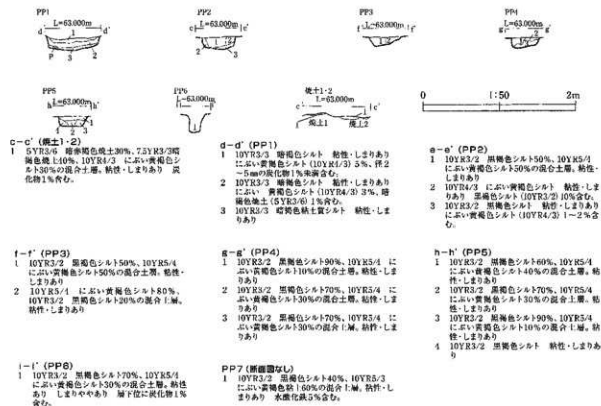 PP1
L=63.000m
d d'
1
P 3 2
PP2
L=63.000m
c c'
1
2 3
PP3
L=63.000m
f f'
PP4
L=63.000m
g g'
PP5
L=63.000m
h h'
1 2 3
PP6
L=63.000m
焼土1・2
L=63.000m
c c'
焼土1 焼土2
0 1:50 2m
c-c' (焼土1・2)
1 5YR3/6 暗赤褐色焼土30%、7.5YR3/3暗
褐色焼土40%、10YR4/3 にぶい黄褐色シ
ルト30%の混合土層。粘性・しまりあり 炭
化物1%含む。
d-d' (PP1)
1 10YR3/3 暗褐色シルト 粘性・しまりあり
にぶい黄褐色シルト(10YR4/3) 5%、径2
～5㎜の炭化物1%未満含む。
2 10YR3/3 暗褐色シルト 粘性・しまりあり
にぶい 黄褐色シルト(10YR4/3) 3%、暗
褐色焼土(5YR3/6) 1%含む。
3 10YR3/3 暗褐色粘土質シルト 粘性・しま
りあり
e-e' (PP2)
1 10YR3/2 黒褐色シルト50%、10YR5/4
にぶい黄褐色シルト50%の混合土層。粘性・
しまりあり
2 10YR4/3 にぶい黄褐色シルト 粘性・しま
りあり 黒褐色シルト(10YR3/2) 10%含む。
3 10YR3/2 黒褐色シルト 粘性・しまりあり
にぶい黄褐色(10YR4/3) 1～2%含
む。
f-f' (PP3)
1 10YR3/2 黒褐色シルト50%、10YR5/4
にぶい黄褐色シルト50%の混合土層。粘性・
しまりあり
2 10YR5/4 にぶい黄褐色シルト80%、
10YR3/2 黒褐色シルト20%の混合土層。
粘性・しまりあり
g-g' (PP4)
1 10YR3/2 黒褐色シルト90%、10YR5/4 に
ぶい黄褐色シルト10%の混合土層。粘性・しま
りあり
2 10YR3/2 黒褐色シルト70%、10YR5/4 に
ぶい黄褐色シルト30%の混合土層。粘性・しま
りあり
3 10YR3/2 黒褐色シルト70%、10YR5/4 に
ぶい黄褐色シルト30%の混合土層。粘性・しま
りあり
h-h' (PP5)
1 10YR3/2 黒褐色シルト60%、10YR5/4
にぶい黄褐色シルト40%の混合土層。粘性・
しまりあり
2 10YR3/2 黒褐色シルト70%、10YR5/4
にぶい黄褐色シルト30%の混合土層。粘性・
しまりあり
3 10YR3/2 黒褐色シルト90%、10YR5/4
にぶい黄褐色シルト10%の混合土層。粘性・
しまりあり
4 10YR3/2 黒褐色シルト 粘性・しまりあ
り
i-i' (PP6)
1 10YR3/2 黒褐色シルト70%、10YR5/4
にぶい黄褐色シルト30%の混合土層。粘性
あり しまりややあり 層下位に炭化物1%
含む。
PP7 (断面図なし)
1 10YR3/2 黒褐色シルト40%、10YR5/3
にぶい黄褐色粘土60%の混合土層。粘性・し
まりあり 水酸化鉄5%含む。